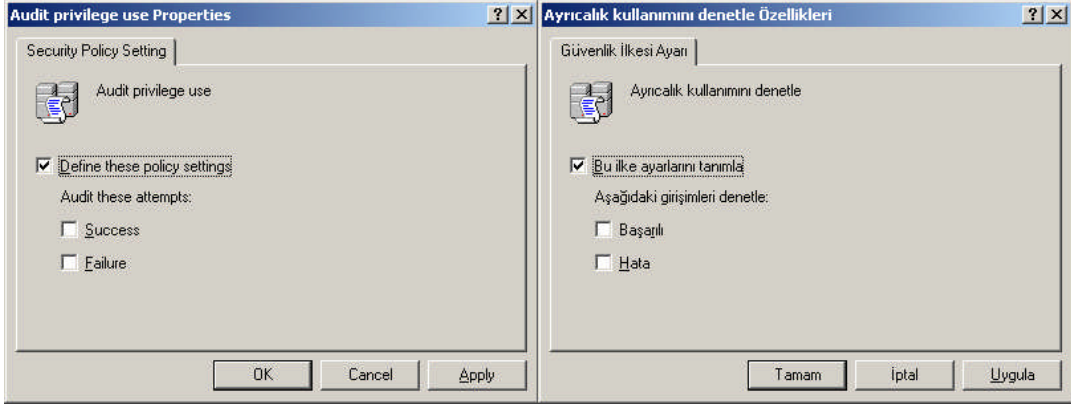 Audit privilege use Properties
Security Policy Setting
Audit privilege use
Define these policy settings
Audit these attempts:
Success
Failure
OK Cancel Apply
Ayrıcalık kullanımını denetle Özellikleri
Güvenlik İlkesi Ayarı
Ayrıcalık kullanımını denetle
Bu ilke ayarlarını tanımla
Aşağıdaki girişimleri denetle:
Başarılı
Hata
Tamam İptal Uygula